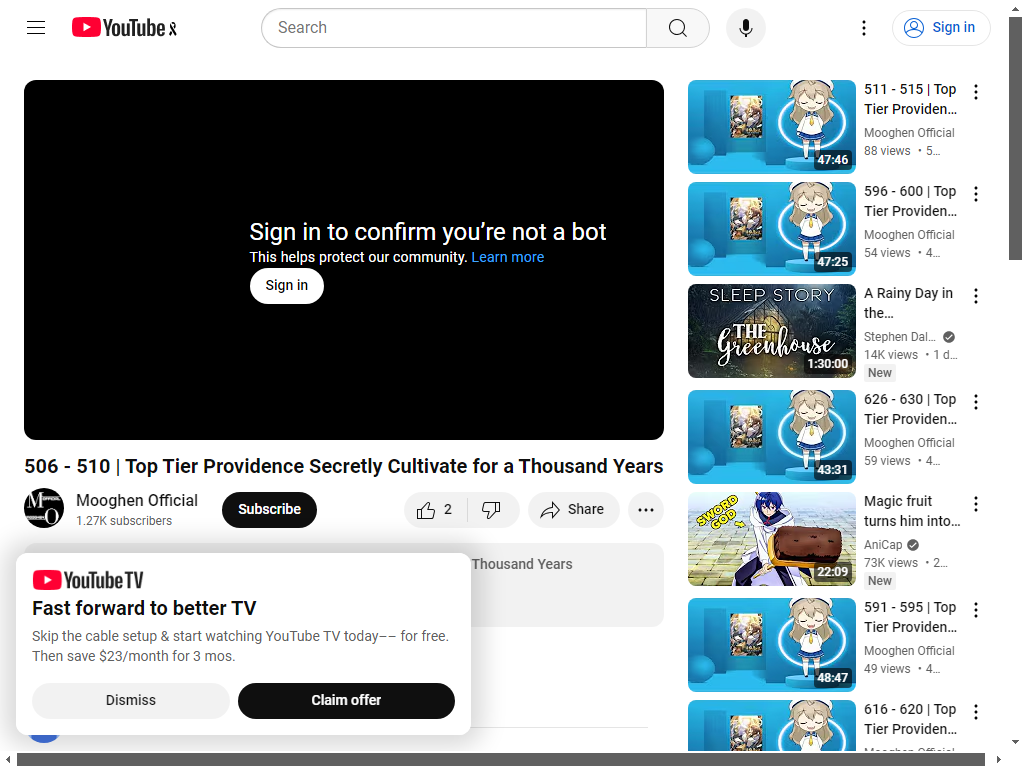 YouTube
Search
Sign in
Sign in to confirm you’re not a bot
This helps protect our community. Learn more
Sign in
506 - 510 | Top Tier Providence Secretly Cultivate for a Thousand Years
Mooghen Official
1.27K subscribers
Subscribe
2
Share
Thousand Years
YouTube TV
Fast forward to better TV
Skip the cable setup & start watching YouTube TV today–– for free.
Then save $23/month for 3 mos.
Dismiss
Claim offer
47:46
511 - 515 | Top
Tier Providen...
Mooghen Official
88 views • 5...
47:25
596 - 600 | Top
Tier Providen...
Mooghen Official
54 views • 4...
SLEEP STORY
THE
Greenhouse
1:30:00
A Rainy Day in
the...
Stephen Dal...
14K views • 1 d...
New
43:31
626 - 630 | Top
Tier Providen...
Mooghen Official
59 views • 4...
SWORD
GOD
22:09
Magic fruit
turns him into...
AniCap
73K views • 2...
New
48:47
591 - 595 | Top
Tier Providen...
Mooghen Official
49 views • 4...
616 - 620 | Top
Tier Providen...
Mooghen Official